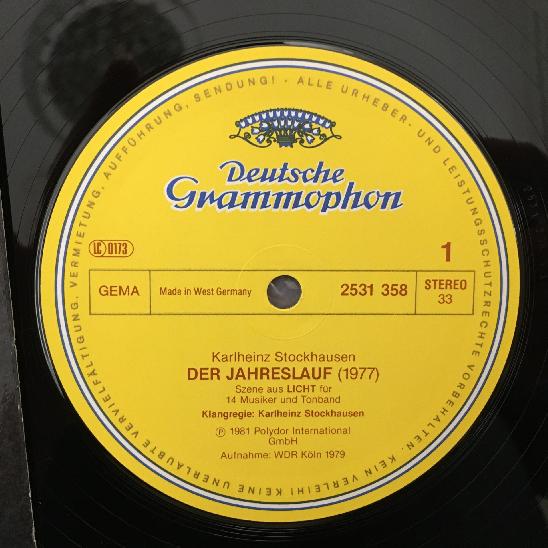 ALLE URHEBER- UND LEISTUNGSSCHUTZRECHTE VORBEHALTEN. KEIN VERLEIH! KEINE UNERLAUBTE VERVIELFÄLTIGUNG, VERMIETUNG, AUFFÜHRUNG, SENDUNG! ·
Deutsche
Grammophon
LC 0173
1
GEMA
Made in West Germany
2531 358
STEREO
33
Karlheinz Stockhausen
DER JAHRESLAUF (1977)
Szene aus LICHT für
14 Musiker und Tonband
Klangregie: Karlheinz Stockhausen
Ⓟ 1981 Polydor International
GmbH
Aufnahme: WDR Köln 1979